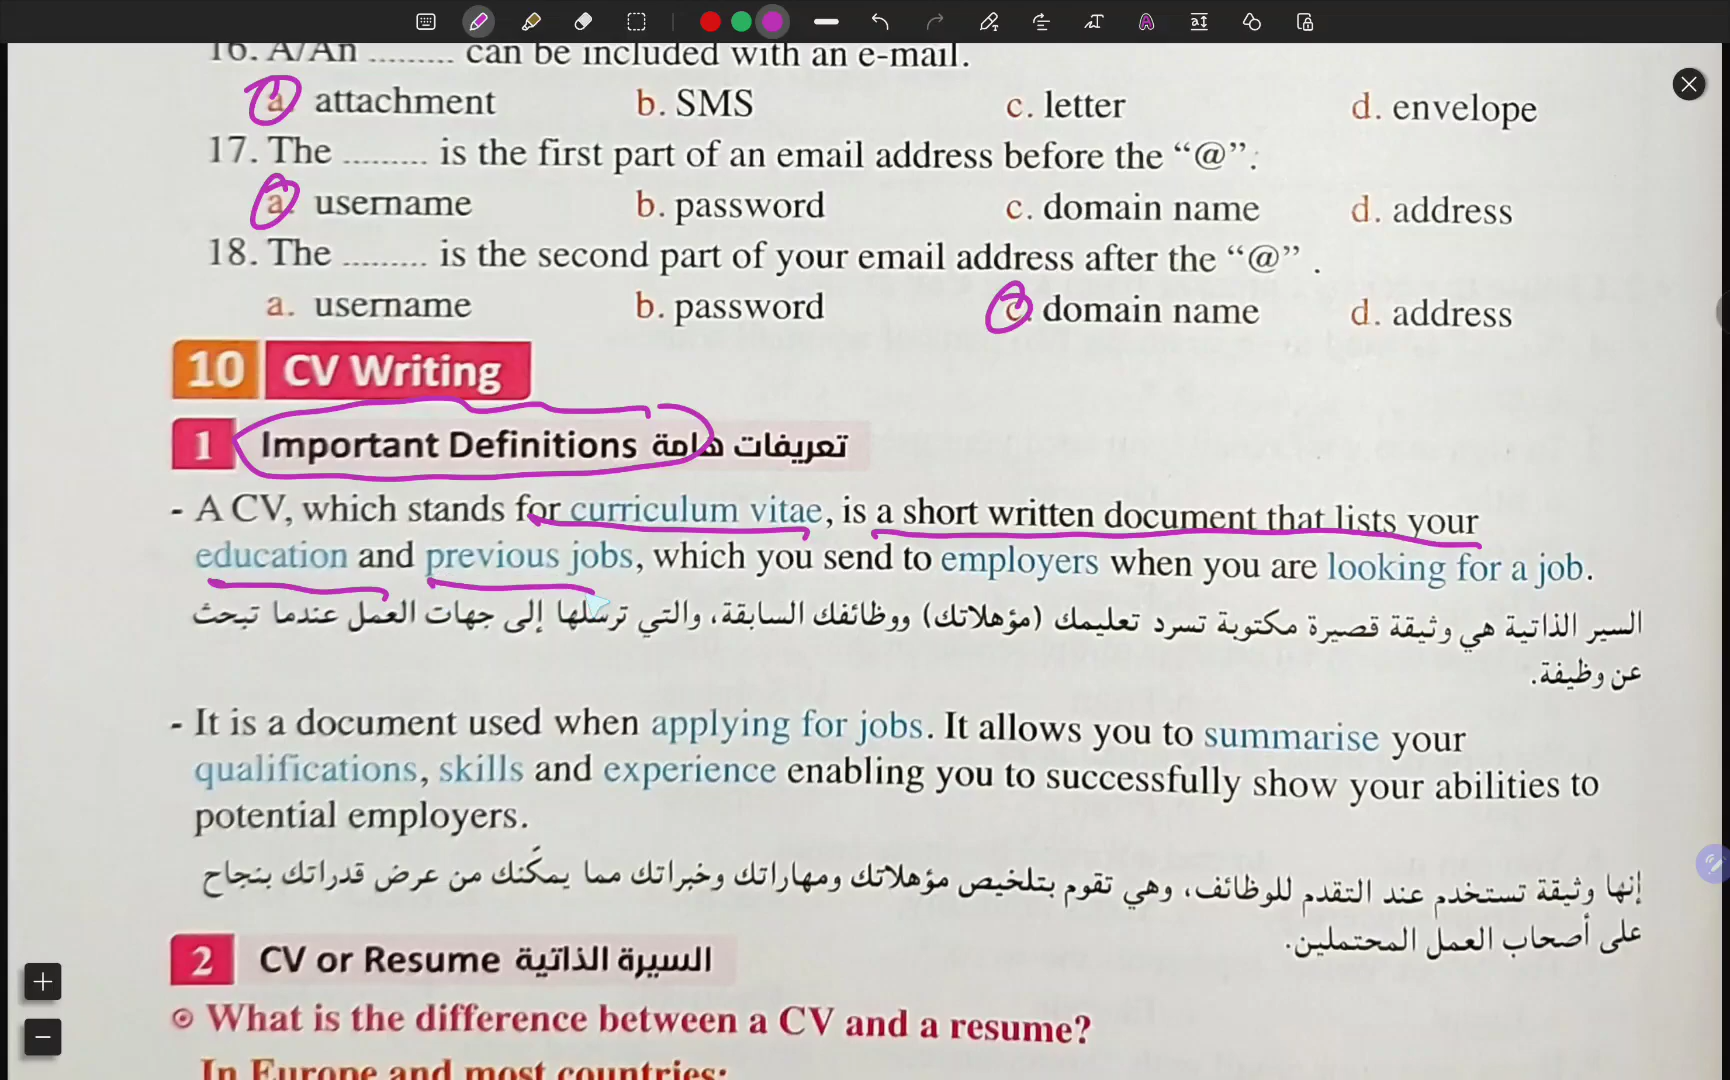 16. A/An ......... can be included with an e-mail.
a. attachment b. SMS c. letter d. envelope
17. The ......... is the first part of an email address before the “@”.
a. username b. password c. domain name d. address
18. The ......... is the second part of your email address after the “@” .
a. username b. password c. domain name d. address
10 CV Writing
1 Important Definitions تعريفات هامة
- A CV, which stands for curriculum vitae, is a short written document that lists your
education and previous jobs, which you send to employers when you are looking for a job.
السير الذاتية هي وثيقة قصيرة مكتوبة تسرد تعليمك (مؤهلاتك) ووظائفك السابقة، والتي ترسلها إلى جهات العمل عندما تبحث
عن وظيفة.
- It is a document used when applying for jobs. It allows you to summarise your
qualifications, skills and experience enabling you to successfully show your abilities to
potential employers.
إنها وثيقة تستخدم عند التقدم للوظائف، وهي تقوم بتلخيص مؤهلاتك ومهاراتك وخبراتك مما يمكّنك من عرض قدراتك بنجاح
على أصحاب العمل المحتملين.
2 CV or Resume السيرة الذاتية
What is the difference between a CV and a resume?
In Europe and most countries: